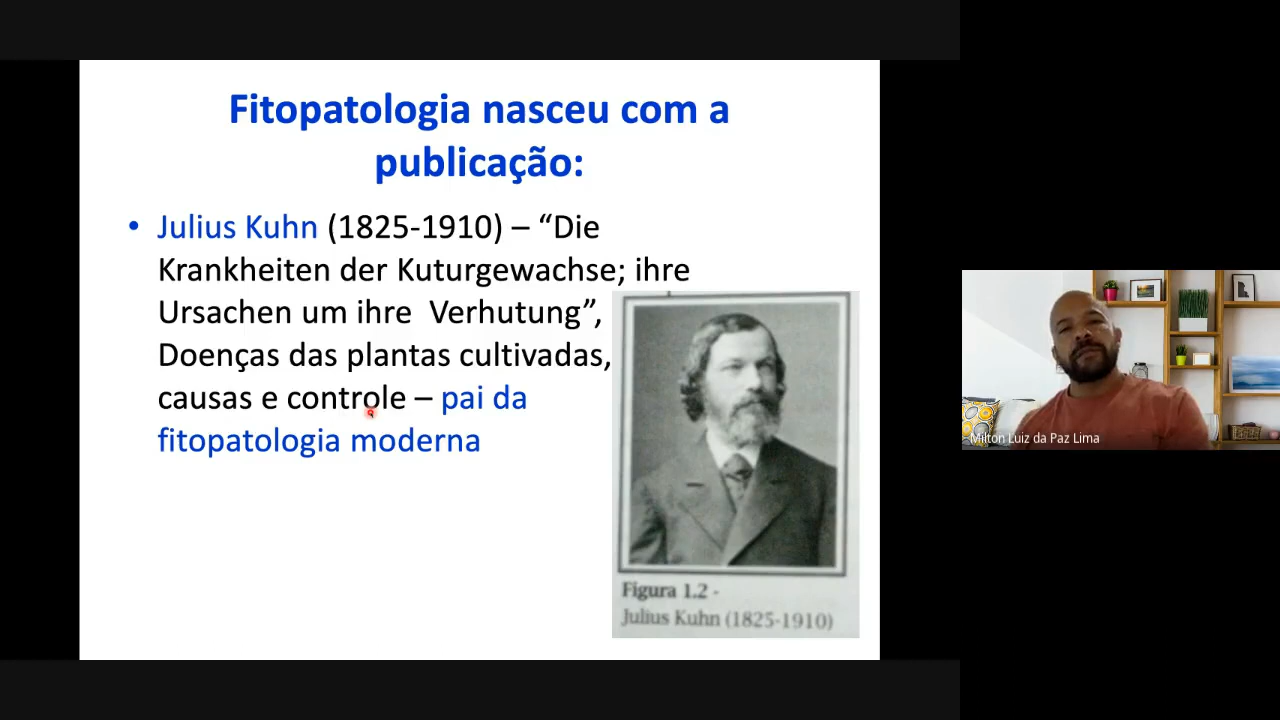 Fitopatologia nasceu com a
publicação:
• Julius Kuhn (1825-1910) – “Die
Krankheiten der Kuturgewachse; ihre
Ursachen um ihre Verhutung”,
Doenças das plantas cultivadas,
causas e controle – pai da
fitopatologia moderna
Figura 1.2 -
Julius Kuhn (1825-1910)
Milton Luiz da Paz Lima